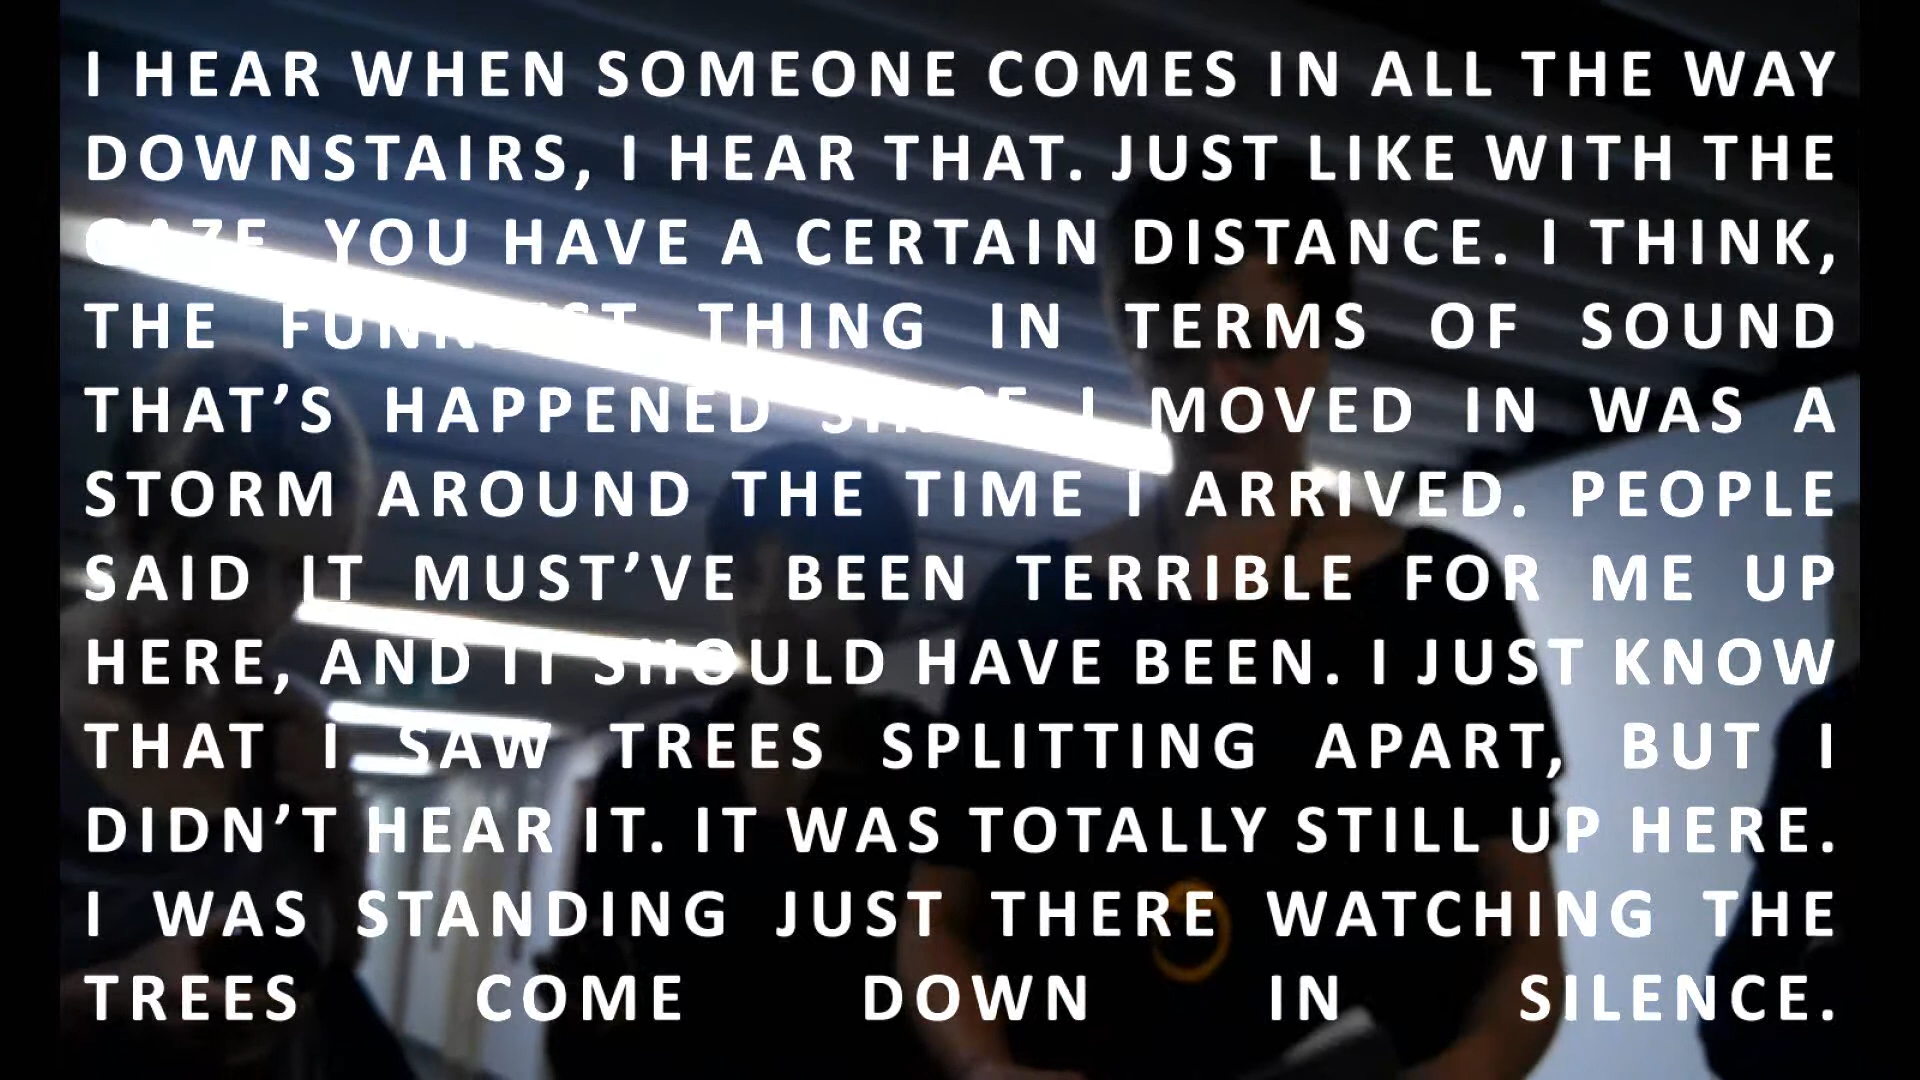 I HEAR WHEN SOMEONE COMES IN ALL THE WAY
DOWNSTAIRS, I HEAR THAT. JUST LIKE WITH THE
GAZE YOU HAVE A CERTAIN DISTANCE. I THINK,
THE FUNNIEST THING IN TERMS OF SOUND
THAT’S HAPPENED SINCE I MOVED IN WAS A
STORM AROUND THE TIME I ARRIVED. PEOPLE
SAID IT MUST’VE BEEN TERRIBLE FOR ME UP
HERE, AND IT SHOULD HAVE BEEN. I JUST KNOW
THAT I SAW TREES SPLITTING APART, BUT I
DIDN’T HEAR IT. IT WAS TOTALLY STILL UP HERE.
I WAS STANDING JUST THERE WATCHING THE
TREES COME DOWN IN SILENCE.